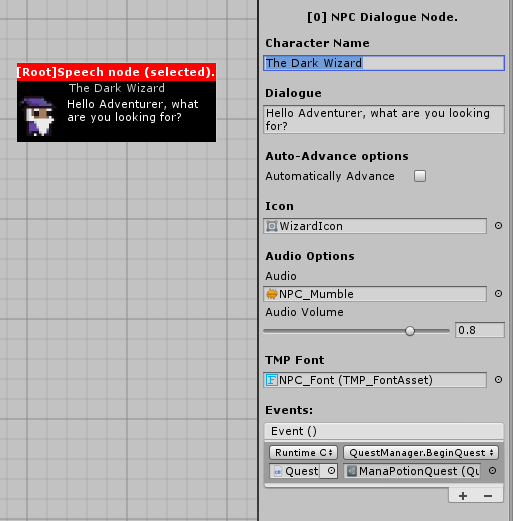 [Root]Speech node (selected).
The Dark Wizard
Hello Adventurer, what
are you looking for?
[0] NPC Dialogue Node.
Character Name
The Dark Wizard
Dialogue
Hello Adventurer, what are you looking
for?
Auto-Advance options
Automatically Advance
Icon
WizardIcon
Audio Options
Audio
NPC_Mumble
Audio Volume
0.8
TMP Font
NPC_Font (TMP_FontAsset)
Events:
Event ()
Runtime O QuestManager.BeginQuest
Quest ManaPotionQuest (Qu